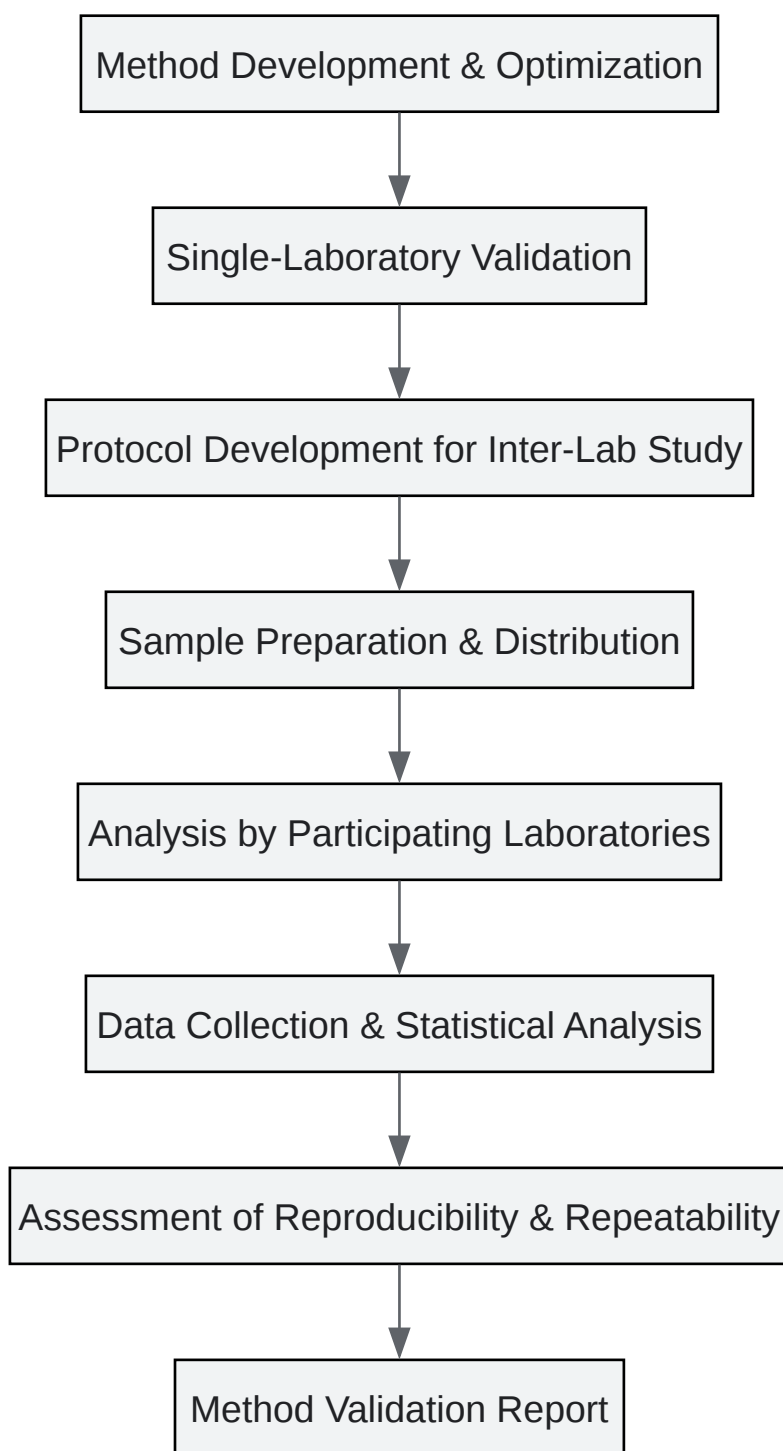 Method Development & Optimization
Single-Laboratory Validation
Protocol Development for Inter-Lab Study
Sample Preparation & Distribution
Analysis by Participating Laboratories
Data Collection & Statistical Analysis
Assessment of Reproducibility & Repeatability
Method Validation Report